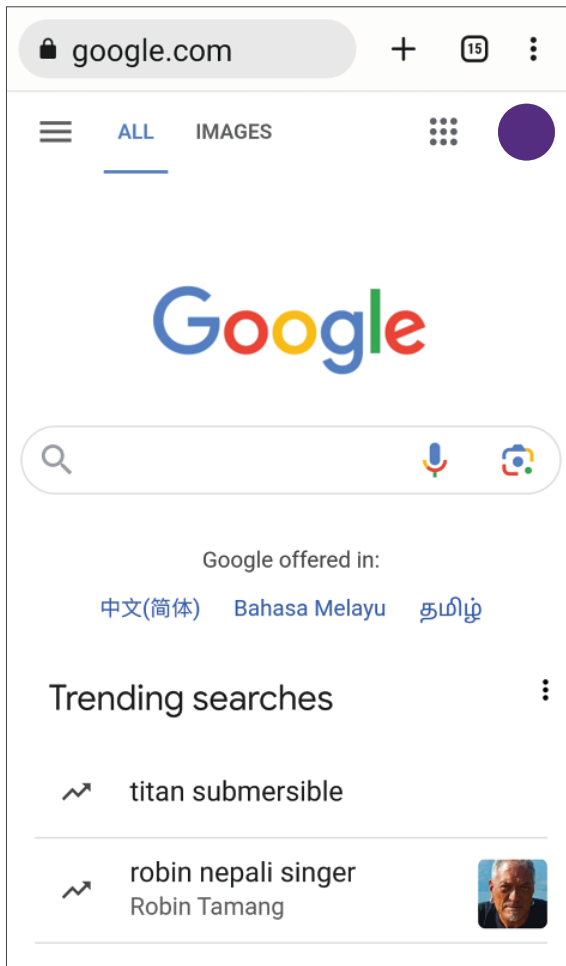 google.com
15
ALL IMAGES
Google
Google offered in:
中文(简体) Bahasa Melayu தமிழ்
Trending searches
titan submersible
robin nepali singer
Robin Tamang